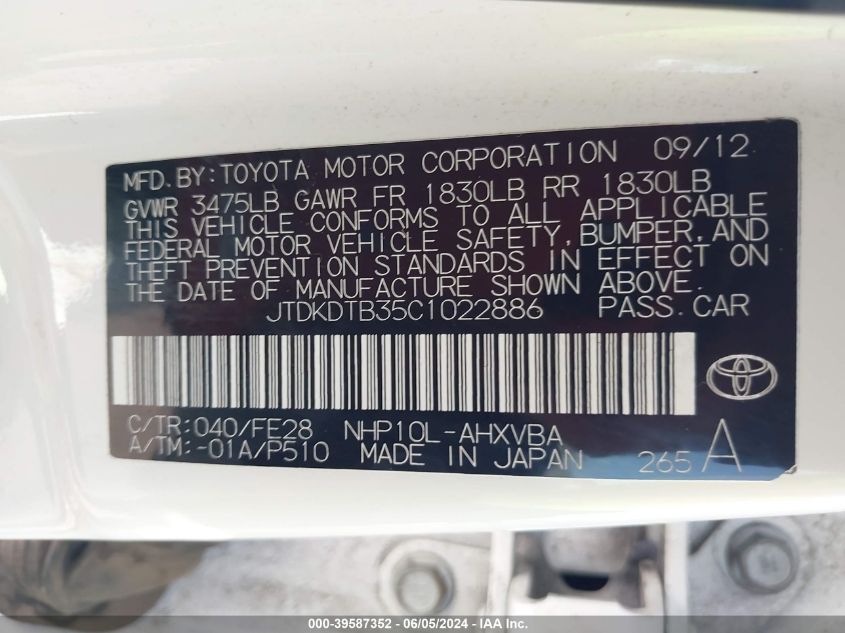 MFD. BY: TOYOTA MOTOR CORPORATION 09/12
GVWR 3475LB GAWR FR 1830LB RR 1830LB
THIS VEHICLE CONFORMS TO ALL APPLICABLE
FEDERAL MOTOR VEHICLE SAFETY, BUMPER, AND
THEFT PREVENTION STANDARDS IN EFFECT ON
THE DATE OF MANUFACTURE SHOWN ABOVE.
JTDKDTB35C1022886 PASS. CAR
C/TR: 040/FE28 NHP10L-AHXVBA
A/TM: -01A/P510 MADE IN JAPAN 265 A
000-39587352 | 06/05/2024 - IAA Inc.